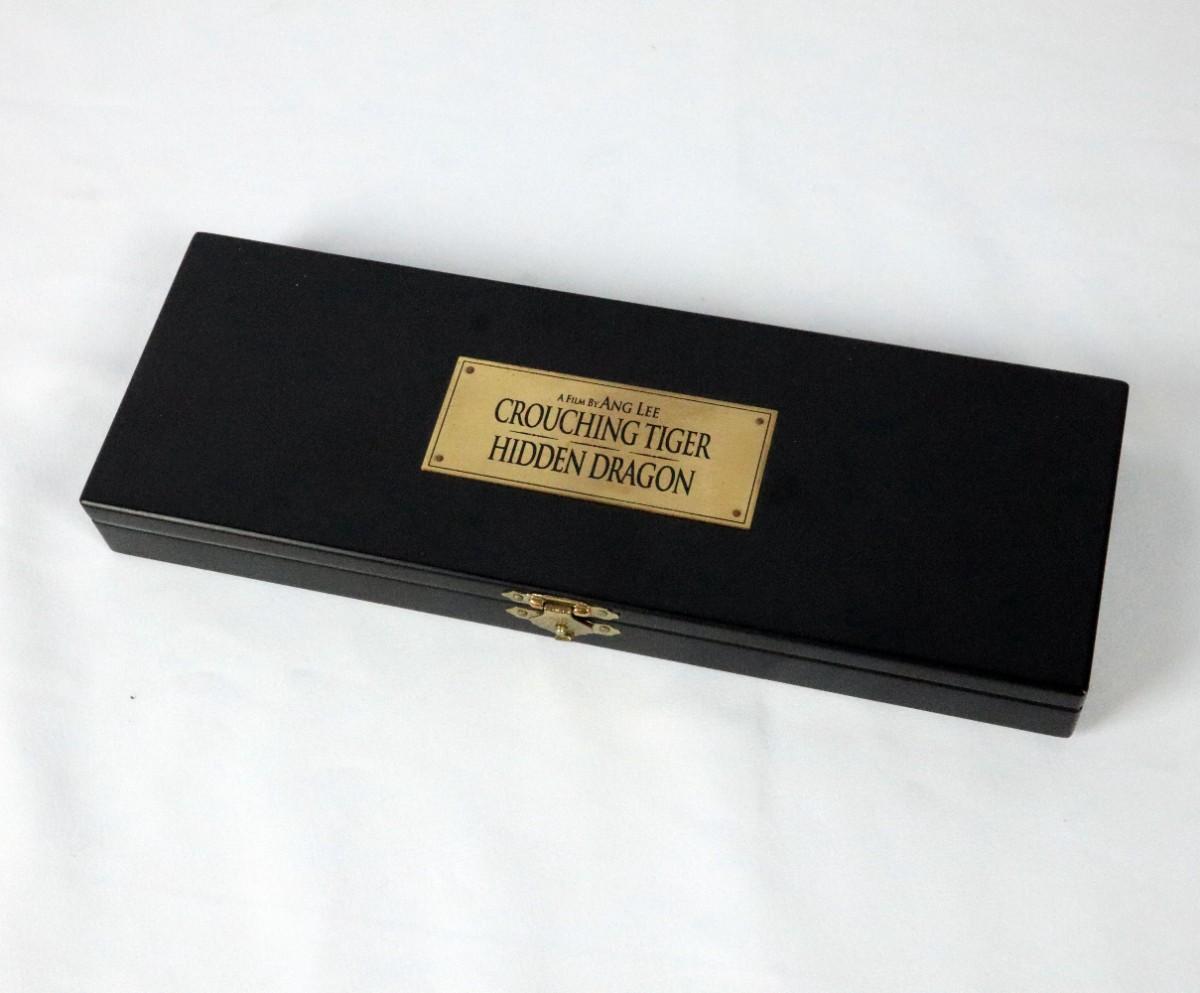 A FILM BY ANG LEE
CROUCHING TIGER
HIDDEN DRAGON